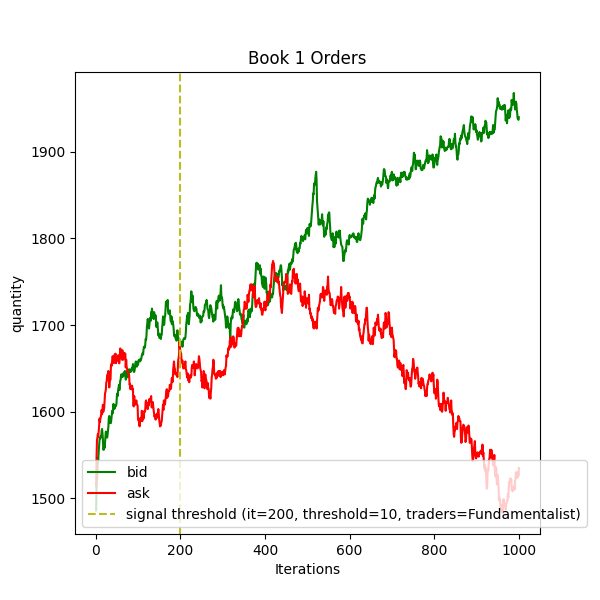 Book 1 Orders
quantity
1900
1800
1700
1600
1500
bid
ask
signal threshold (it=200, threshold=10, traders=Fundamentalist)
0 200 400 600 800 1000
Iterations